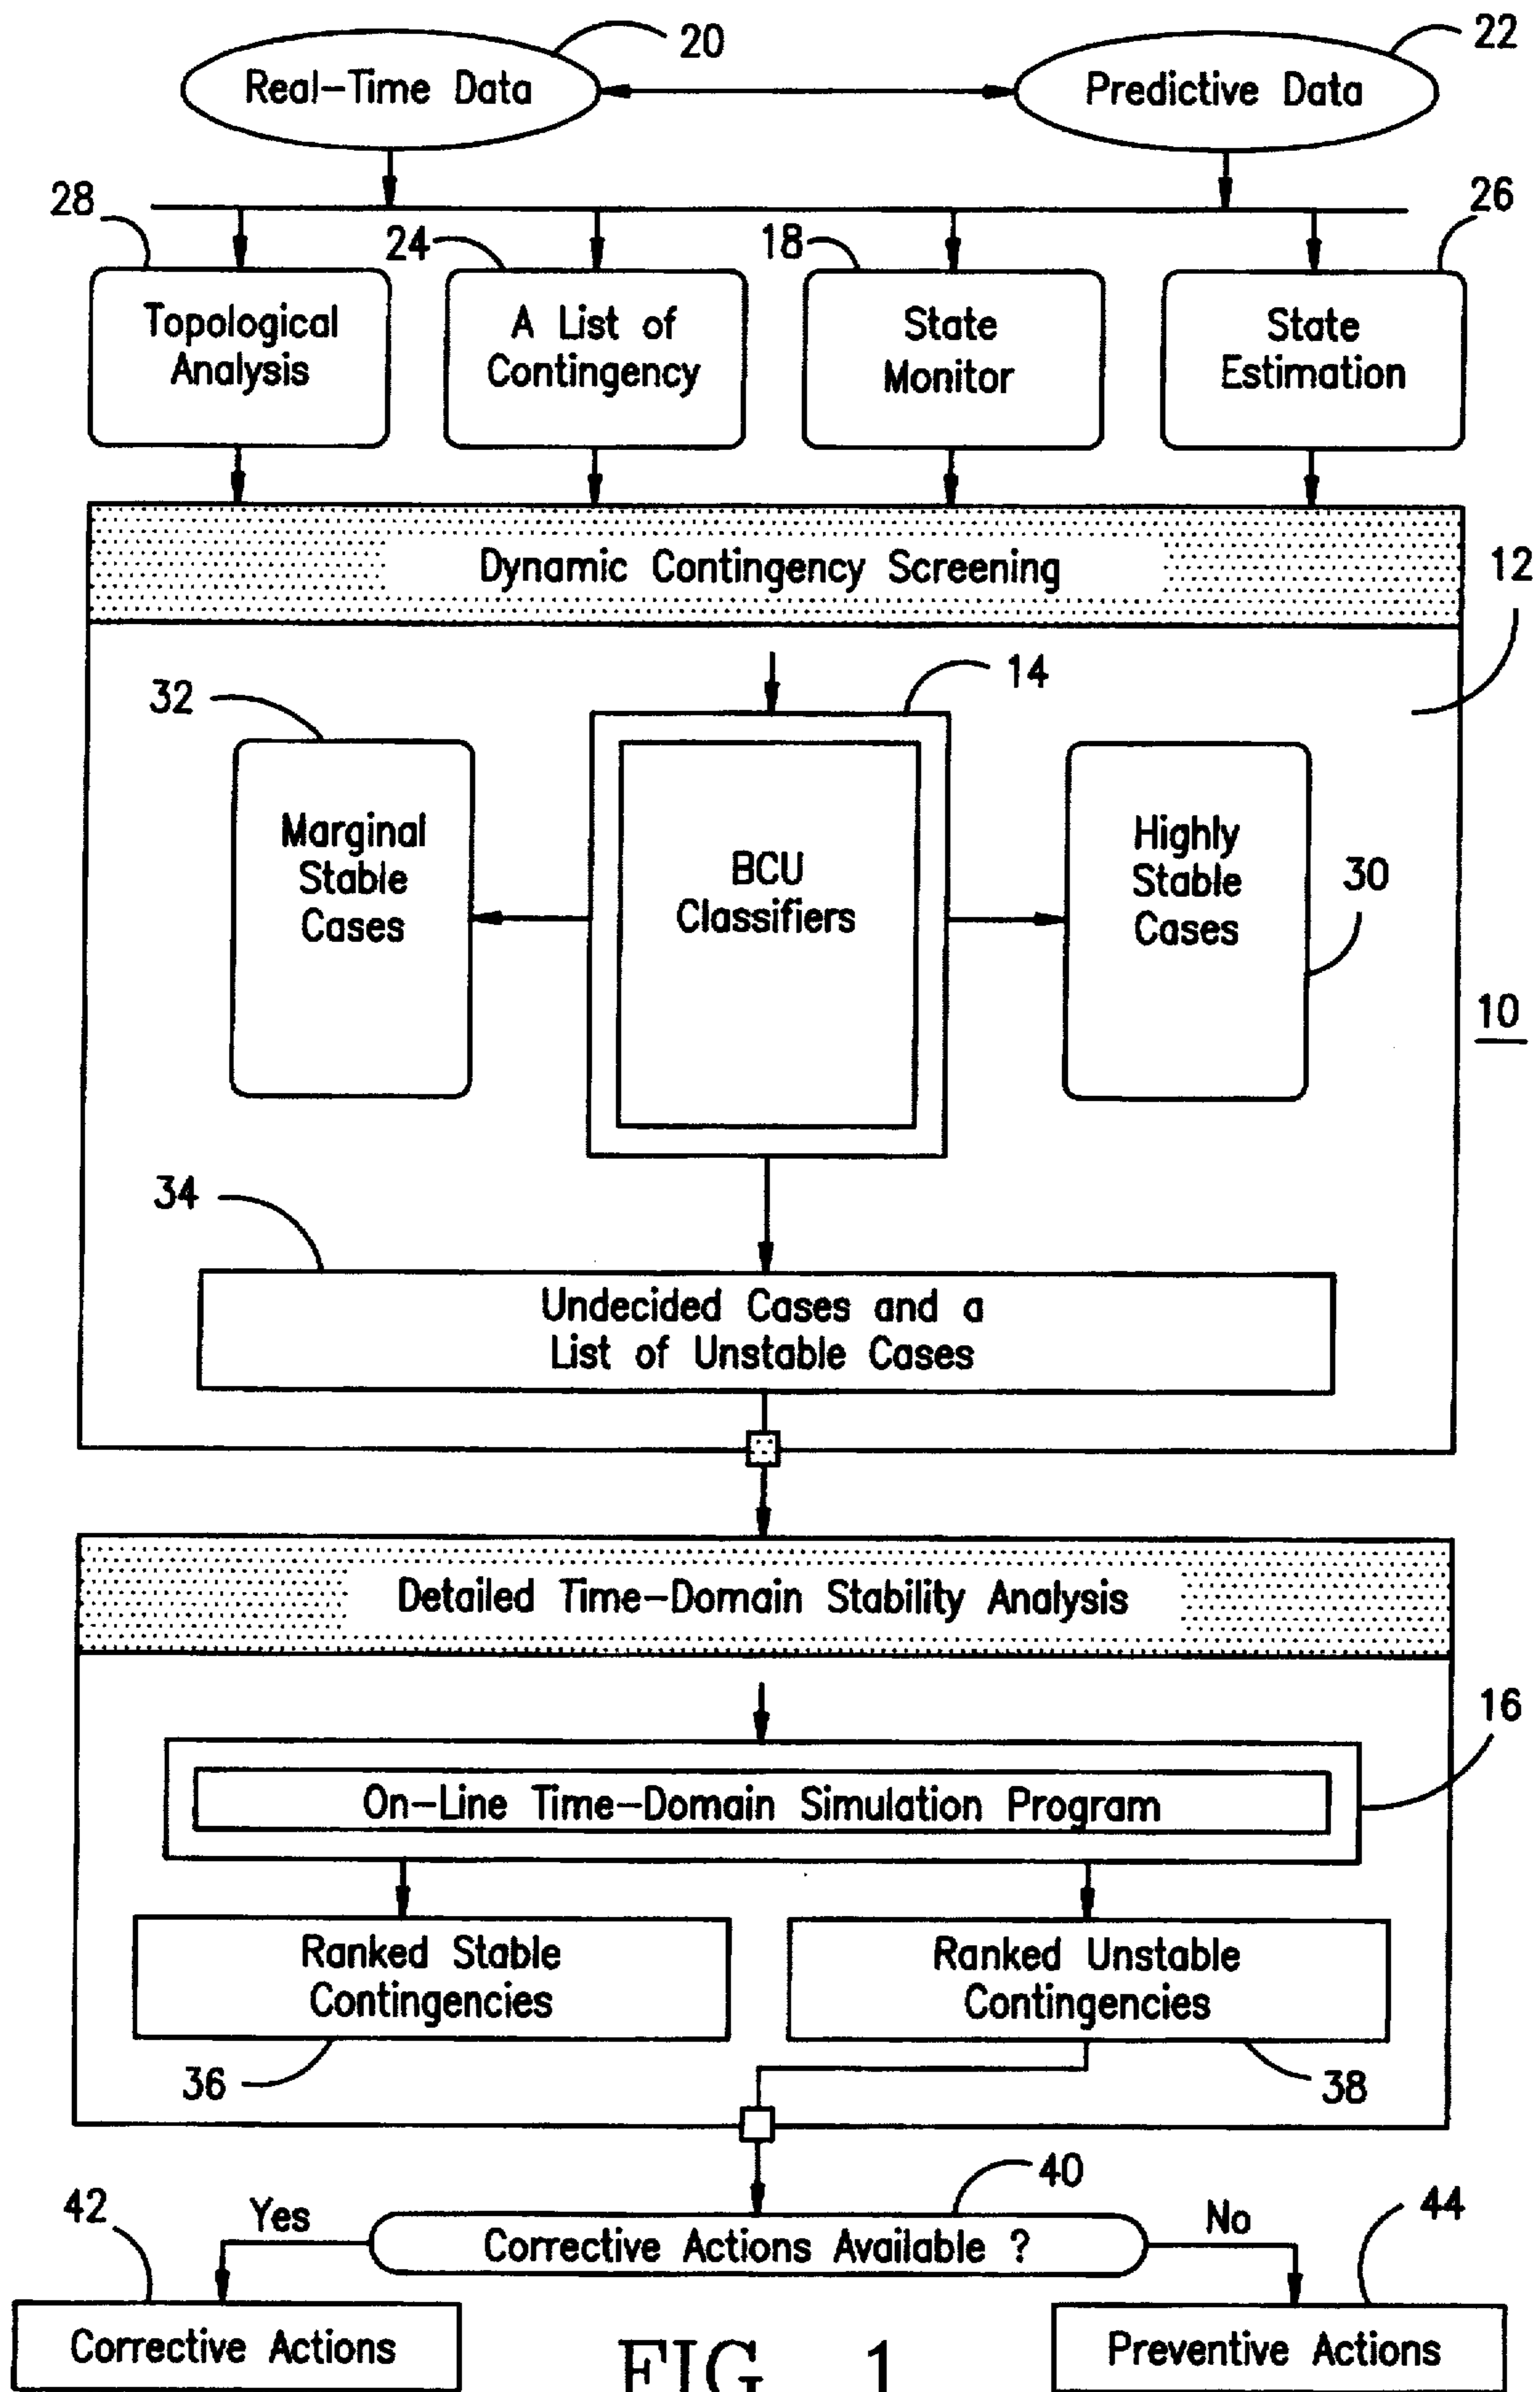 20
22
Real-Time Data
Predictive Data
28
24
18
26
Topological
Analysis
A List of
Contingency
State
Monitor
State
Estimation
Dynamic Contingency Screening
12
14
32
Marginal
Stable
Cases
BCU
Classifiers
Highly
Stable
Cases
30
10
34
Undecided Cases and a
List of Unstable Cases
Detailed Time-Domain Stability Analysis
16
On-Line Time-Domain Simulation Program
Ranked Stable
Contingencies
Ranked Unstable
Contingencies
36
38
40
42
Yes
No
44
Corrective Actions Available ?
Corrective Actions
Preventive Actions
FIG. 1